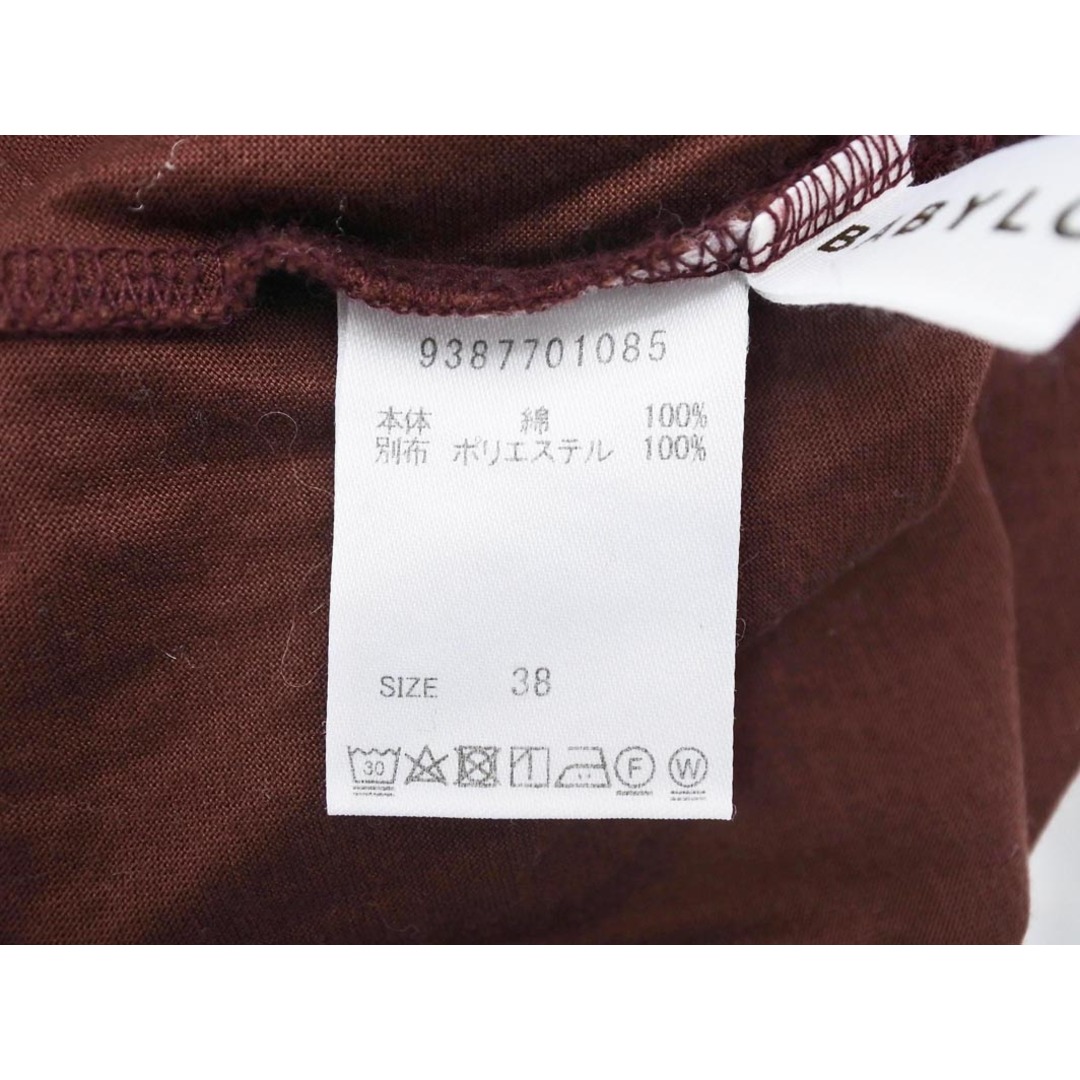 BABYLO
9387701085
本体 綿 100%
別布 ポリエステル 100%
SIZE 38
30 F W